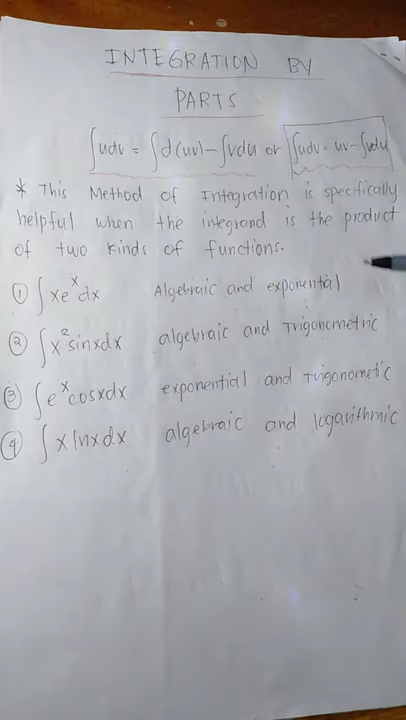 INTEGRATION BY
PARTS
∫udv = ∫d(uv) - ∫vdu or ∫udv = uv - ∫vdu
* This Method of Integration is specifically
helpful when the integrand is the product
of two kinds of functions.
① ∫xe^x dx Algebraic and exponential
② ∫x² sinxdx algebraic and Trigonometric
③ ∫e^x cosxdx exponential and Trigonometric
④ ∫x lnx dx algebraic and logarithmic